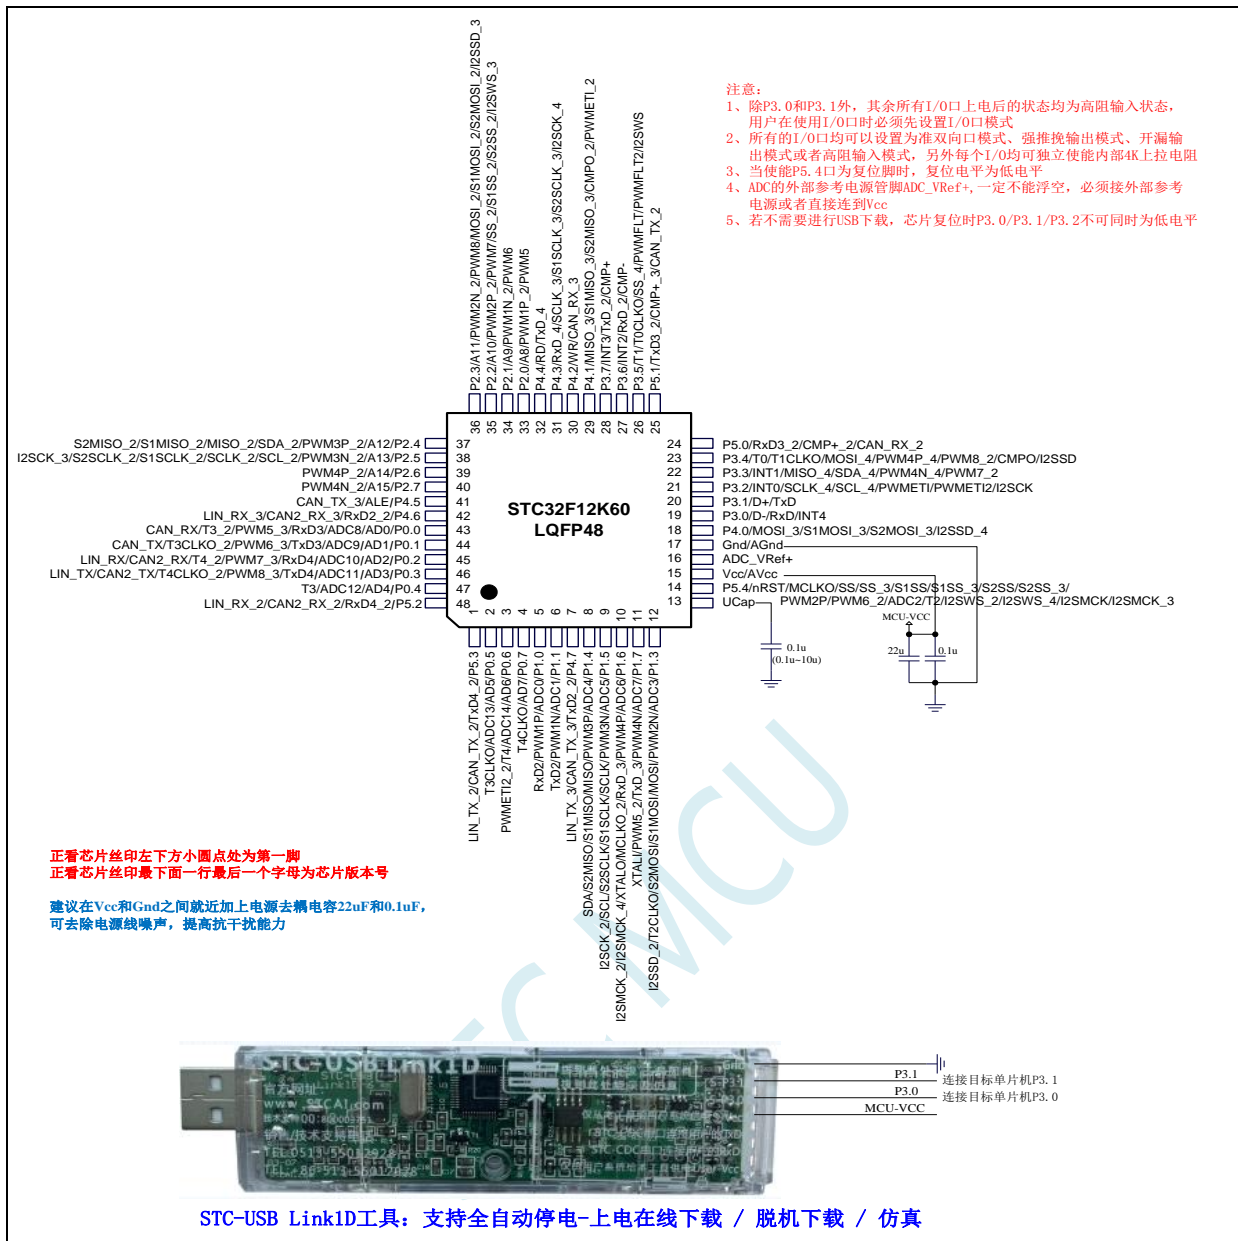 P2.3/A11/PWM2N_2/PWM8/MOSI_2/S1MOSI_2/S2MOSI_2/I2SSD_3
P2.2/A10/PWM2P_2/PWM7/SS_2/S1SS_2/S2SS_2/I2SWS_3
P2.1/A9/PWM1N_2/PWM6
P2.0/A8/PWM1P_2/PWM5
P4.4/RD/TxD_4
P4.3/RxD_4/SCLK_3/S1SCLK_3/S2SCLK_3/I2SCK_4
P4.2/WR/CAN_RX_3
P4.1/MISO_3/S1MISO_3/S2MISO_3/CMPO_2/PWMETI_2
P3.7/INT3/TxD_2/CMP+
P3.6/INT2/RxD_2/CMP-
P3.5/T1/T0CLKO/SS_4/PWMFLT/PWMFLT2/I2SWS
P5.1/TxD3_2/CMP+_3/CAN_TX_2
注意：
1、除P3.0和P3.1外，其余所有I/O口上电后的状态均为高阻输入状态，
用户在使用I/O口时必须先设置I/O口模式
2、所有的I/O口均可以设置为准双向口模式、强推挽输出模式、开漏输
出模式或者高阻输入模式，另外每个I/O均可独立使能内部4K上拉电阻
3、当使能P5.4口为复位脚时，复位电平为低电平
4、ADC的外部参考电源管脚ADC_VRef+,一定不能浮空，必须接外部参考
电源或者直接连到Vcc
5、若不需要进行USB下载，芯片复位时P3.0/P3.1/P3.2不可同时为低电平
36 35 34 33 32 31 30 29 28 27 26 25
S2MISO_2/S1MISO_2/MISO_2/SDA_2/PWM3P_2/A12/P2.4 37
I2SCK_3/S2SCLK_2/S1SCLK_2/SCLK_2/SCL_2/PWM3N_2/A13/P2.5 38
PWM4P_2/A14/P2.6 39
PWM4N_2/A15/P2.7 40
CAN_TX_3/ALE/P4.5 41
LIN_RX_3/CAN2_RX_3/RxD2_2/P4.6 42
CAN_RX/T3_2/PWM5_3/RxD3/ADC8/AD0/P0.0 43
CAN_TX/T3CLKO_2/PWM6_3/TxD3/ADC9/AD1/P0.1 44
LIN_RX/CAN2_RX/T4_2/PWM7_3/RxD4/ADC10/AD2/P0.2 45
LIN_TX/CAN2_TX/T4CLKO_2/PWM8_3/TxD4/ADC11/AD3/P0.3 46
T3/ADC12/AD4/P0.4 47
LIN_RX_2/CAN2_RX_2/RxD4_2/P5.2 48
STC32F12K60
LQFP48
24 P5.0/RxD3_2/CMP+_2/CAN_RX_2
23 P3.4/T0/T1CLKO/MOSI_4/PWM4P_4/PWM8_2/CMPO/I2SSD
22 P3.3/INT1/MISO_4/SDA_4/PWM4N_4/PWM7_2
21 P3.2/INT0/SCLK_4/SCL_4/PWMETI/PWMETI2/I2SCK
20 P3.1/D+/TxD
19 P3.0/D-/RxD/INT4
18 P4.0/MOSI_3/S1MOSI_3/S2MOSI_3/I2SSD_4
17 Gnd/AGnd
16 ADC_VRef+
15 Vcc/AVcc
14 P5.4/nRST/MCLKO/SS/SS_3/S1SS/S1SS_3/S2SS/S2SS_3/
PWM2P/PWM6_2/ADC2/T2/I2SWS_2/I2SWS_4/I2SMCK/I2SMCK_3
13 UCap
MCU-VCC
0.1u
(0.1u~10u)
22u
0.1u
1 2 3 4 5 6 7 8 9 10 11 12
LIN_TX_2/CAN_TX_2/TxD4_2/P5.3
T3CLKO/ADC13/AD5/P0.5
PWMETI2_2/T4/ADC14/AD6/P0.6
T4CLKO/AD7/P0.7
RxD2/PWM1P/ADC0/P1.0
TxD2/PWM1N/ADC1/P1.1
LIN_TX_3/CAN_TX_3/TxD2_2/P4.7
SDA/S2MISO/S1MISO/MISO/PWM3P/ADC4/P1.4
I2SCK_2/SCL/S2SCLK/S1SCLK/SCLK/PWM3N/ADC5/P1.5
I2SMCK_2/I2SMCK_4/XTALO/MCLKO_2/RxD_3/PWM4P/ADC6/P1.6
XTALI/PWM5_2/TxD_3/PWM4N/ADC7/P1.7
I2SSD_2/T2CLKO/S2MOSI/S1MOSI/MOSI/PWM2N/ADC3/P1.3
正看芯片丝印左下方小圆点处为第一脚
正看芯片丝印最下面一行最后一个字母为芯片版本号
建议在Vcc和Gnd之间就近加上电源去耦电容22uF和0.1uF，
可去除电源线噪声，提高抗干扰能力
STC MCU
STC-USB Link1D
官方网址
www.STCAI.com
TEL:0513-55012928
Gnd
P3.1
P3.0
MCU-VCC
连接目标单片机P3.1
连接目标单片机P3.0
STC-USB Link1D工具：支持全自动停电-上电在线下载 / 脱机下载 / 仿真